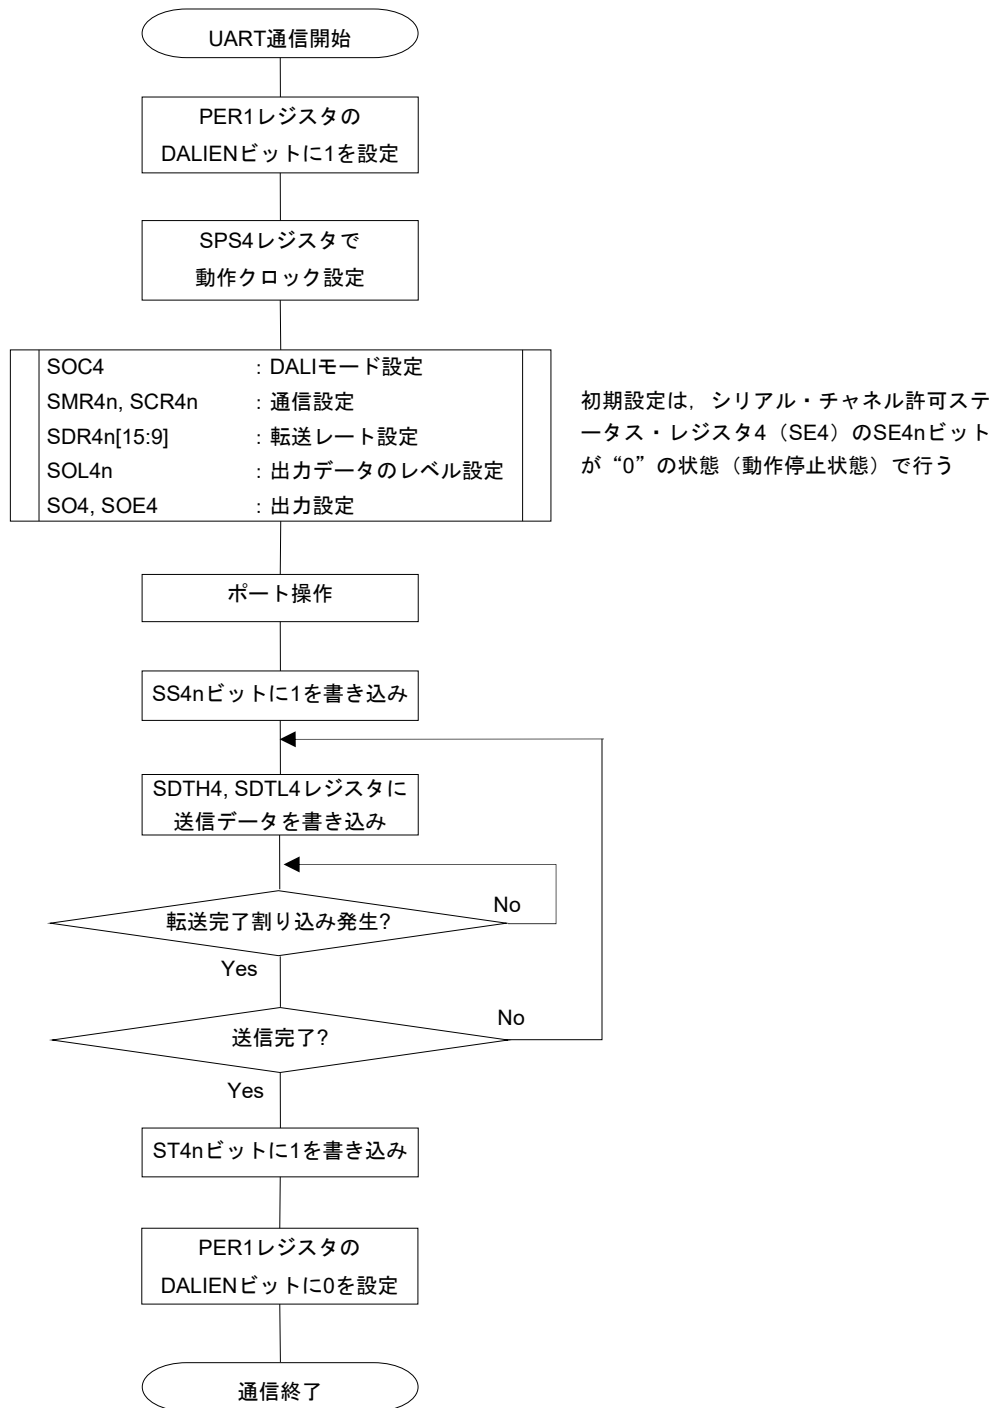 UART通信開始
PER1レジスタの
DALIENビットに1を設定
SPS4レジスタで
動作クロック設定
SOC4 : DALIモード設定
SMR4n, SCR4n : 通信設定
SDR4n[15:9] : 転送レート設定
SOL4n : 出力データのレベル設定
SO4, SOE4 : 出力設定
初期設定は，シリアル・チャネル許可ステ
ータス・レジスタ4（SE4）のSE4nビット
が“0”の状態（動作停止状態）で行う
ポート操作
SS4nビットに1を書き込み
SDTH4, SDTL4レジスタに
送信データを書き込み
転送完了割り込み発生?
No
Yes
送信完了?
No
Yes
ST4nビットに1を書き込み
PER1レジスタの
DALIENビットに0を設定
通信終了